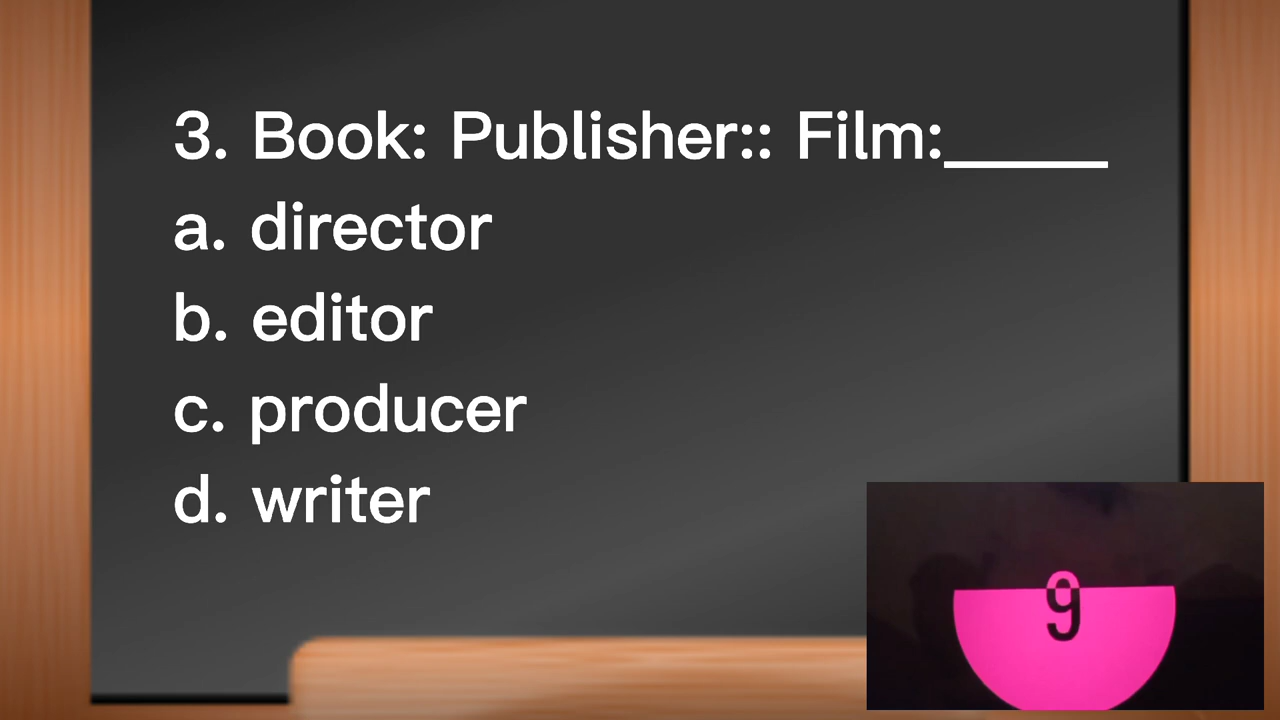 3. Book: Publisher:: Film:_____
a. director
b. editor
c. producer
d. writer
9